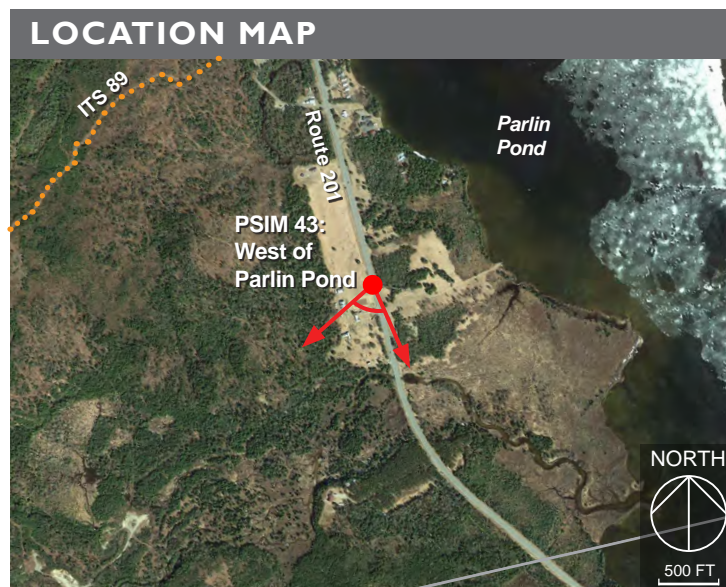 LOCATION MAP
ITS 89
Route 201
Parlin
Pond
PSIM 43:
West of
Parlin Pond
NORTH
500 FT